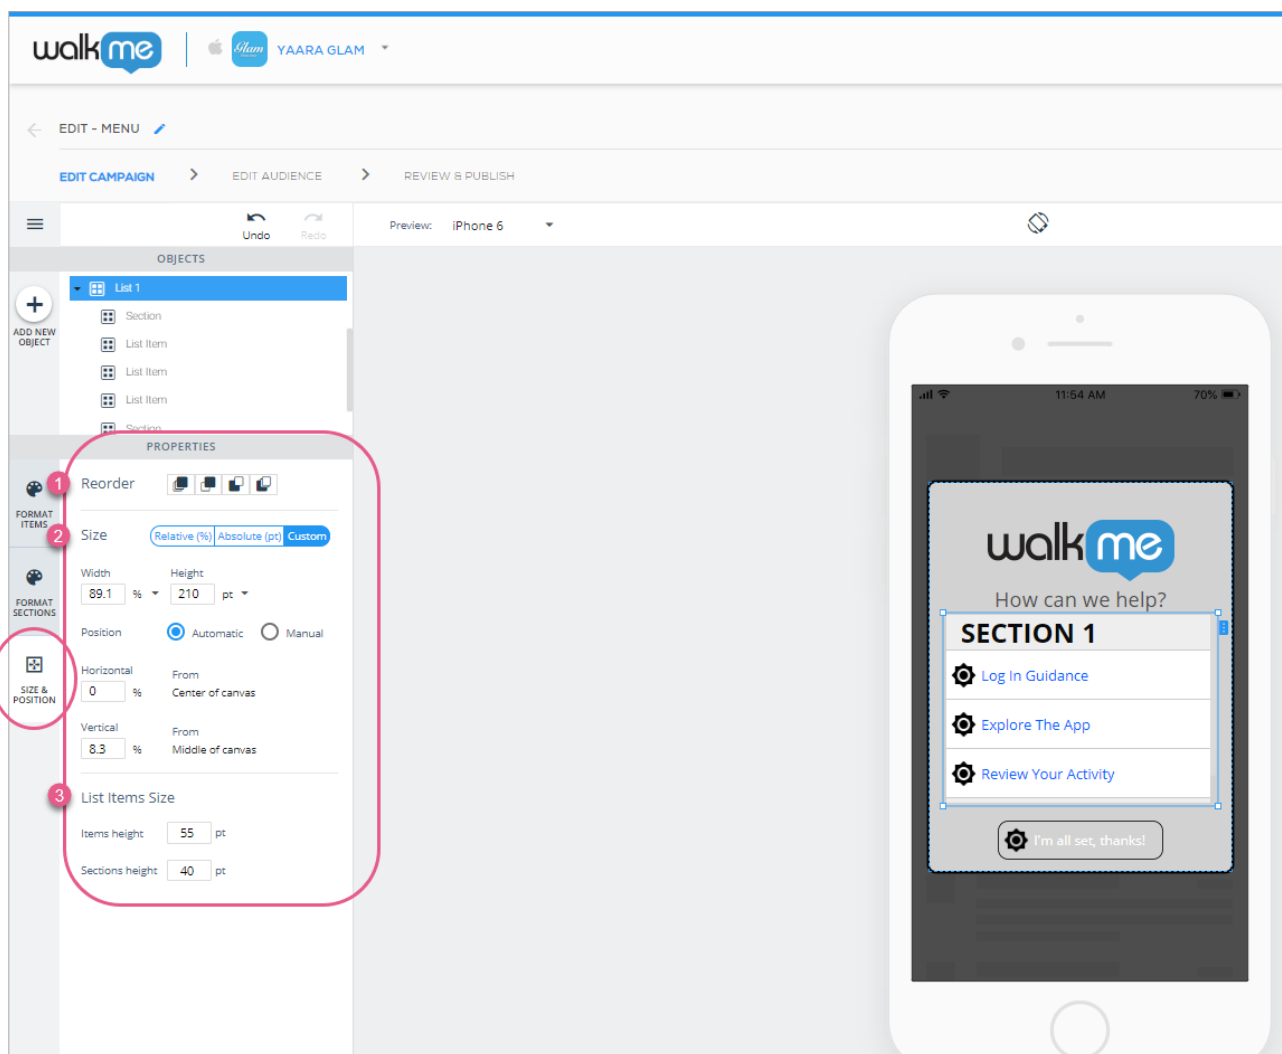 walkme
Glam YAARA GLAM
EDIT - MENU
EDIT CAMPAIGN EDIT AUDIENCE REVIEW & PUBLISH
Undo Redo Preview: iPhone 6
OBJECTS
List 1
Section
ADD NEW
OBJECT
List Item
List Item
List Item
Section
PROPERTIES
1 Reorder
FORMAT
ITEMS
2 Size Relative (%) Absolute (pt) Custom
Width Height
89.1 % 210 pt
FORMAT
SECTIONS
Position Automatic Manual
Horizontal From
0 % Center of canvas
SIZE &
POSITION
Vertical From
8.3 % Middle of canvas
3 List Items Size
Items height 55 pt
Sections height 40 pt
11:54 AM 70%
walkme
How can we help?
SECTION 1
Log In Guidance
Explore The App
Review Your Activity
I'm all set, thanks!